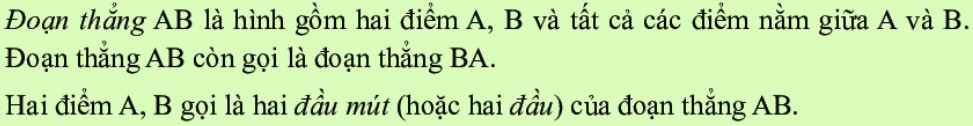 Đoạn thẳng AB là hình gồm hai điểm A, B và tất cả các điểm nằm giữa A và B.
Đoạn thẳng AB còn gọi là đoạn thẳng BA.
Hai điểm A, B gọi là hai đầu mút (hoặc hai đầu) của đoạn thẳng AB.